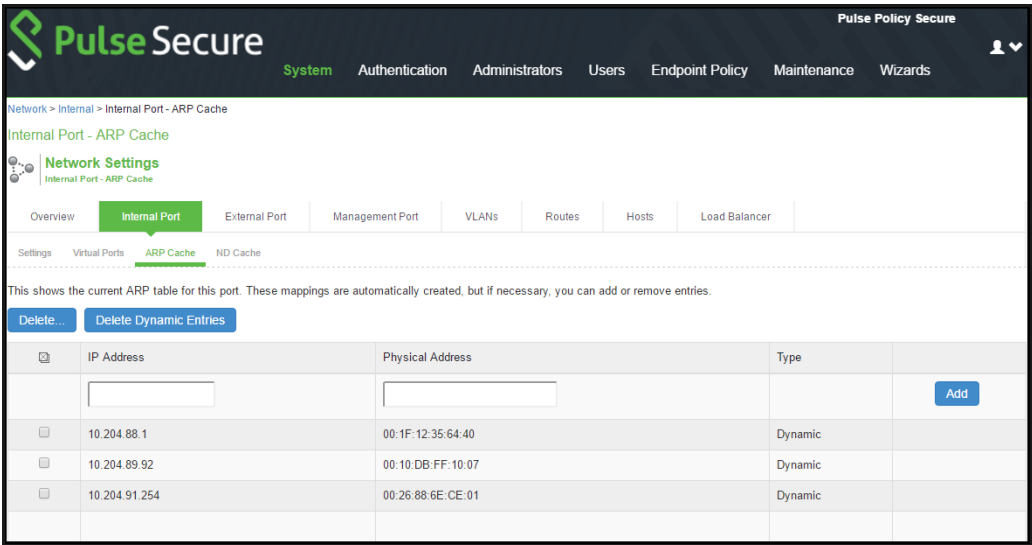 Pulse Policy Secure
Pulse Secure
System Authentication Administrators Users Endpoint Policy Maintenance Wizards
Network > Internal > Internal Port - ARP Cache
Internal Port - ARP Cache
Network Settings
Internal Port - ARP Cache
Overview Internal Port External Port Management Port VLANs Routes Hosts Load Balancer
Settings Virtual Ports ARP Cache ND Cache
This shows the current ARP table for this port. These mappings are automatically created, but if necessary, you can add or remove entries.
Delete... Delete Dynamic Entries
IP Address Physical Address Type
Add
10.204.88.1 00:1F:12:35:64:40 Dynamic
10.204.89.92 00:10:DB:FF:10:07 Dynamic
10.204.91.254 00:26:88:6E:CE:01 Dynamic